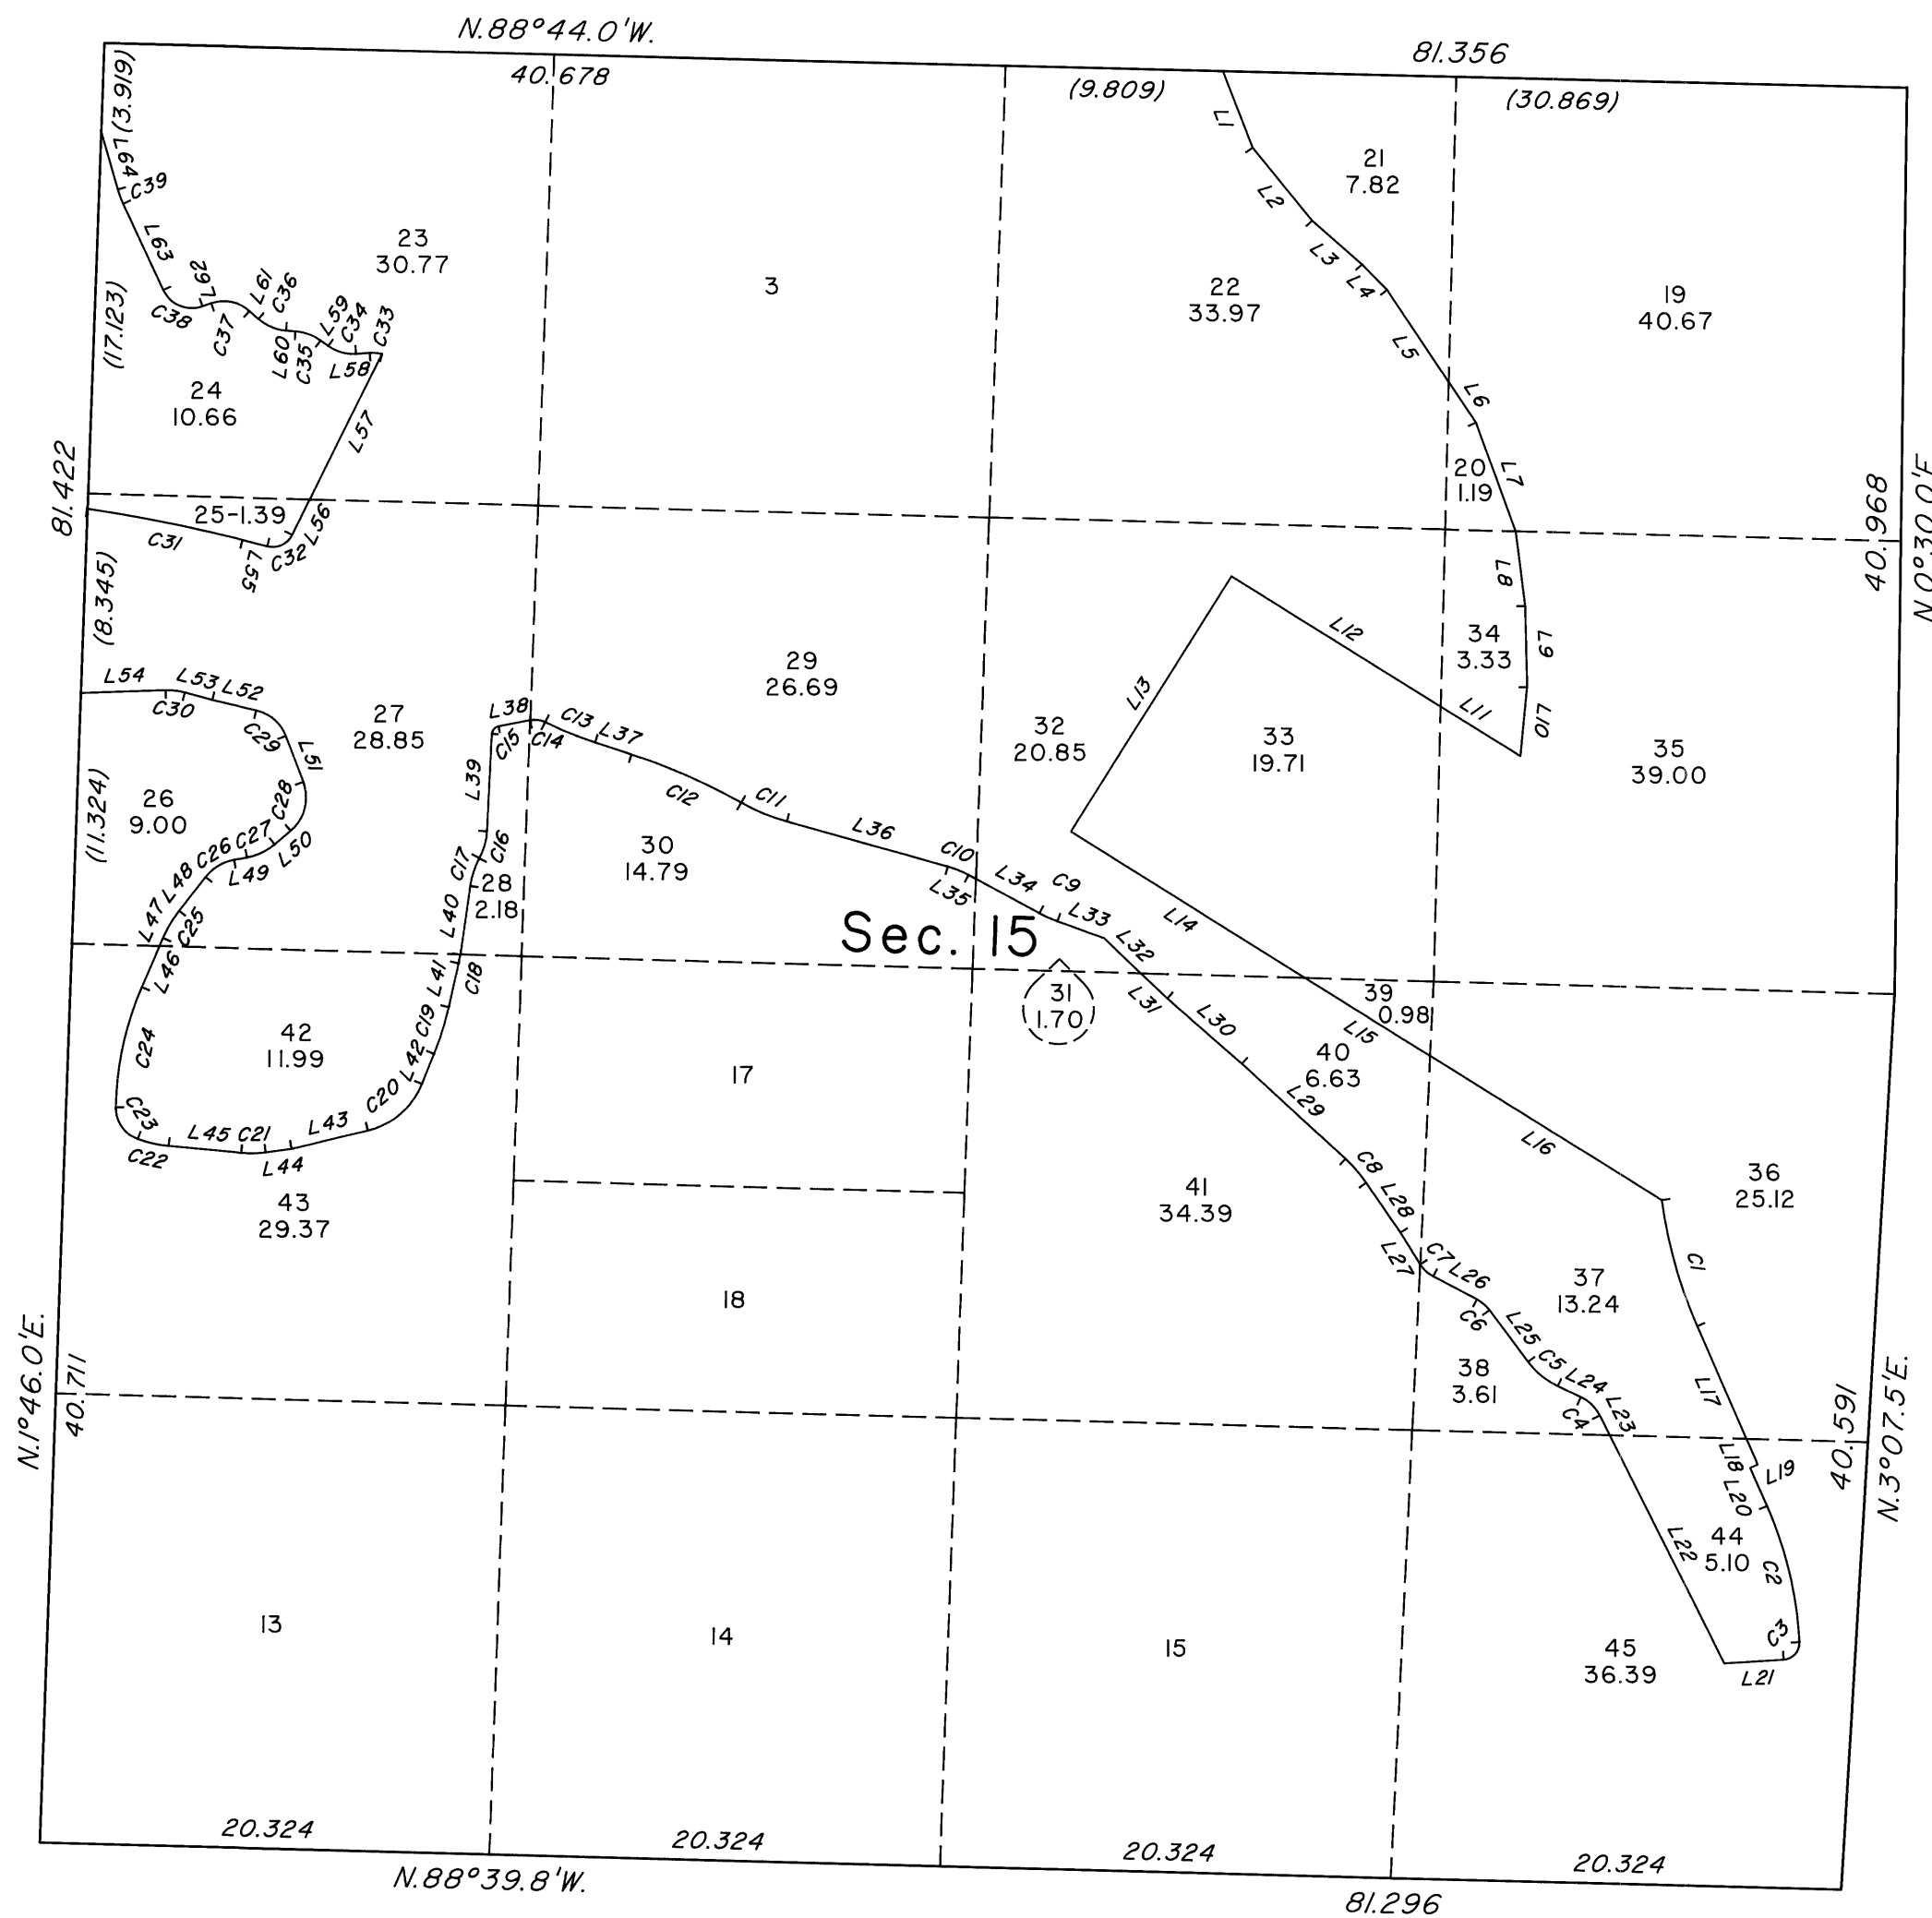 N.88°44.0'W.
81.356
40.678
(9.809)
(30.869)
(3.919)
L64
C39
L63
C38
L62
C37
L61
C36
L60
C35
L59
C34
L58
C33
L57
L56
C32
L55
C31
23
30.77
24
10.66
25-1.39
(17.123)
81.422
(8.345)
3
L1
L2
L3
L4
L5
L6
L7
L8
L9
L10
L11
L12
L13
L14
L15
L16
21
7.82
22
33.97
19
40.67
20
1.19
40.968
N.0°30.0'E.
34
3.33
35
39.00
33
19.71
32
20.85
29
26.69
L54
C30
L53
L52
C29
L51
C28
L50
C27
L49
C26
L48
C25
L47
L46
C24
C23
C22
L45
C21
L44
L43
C20
L42
C19
L41
C18
L40
C17
C16
L39
C15
L38
C14
C13
L37
C12
C11
L36
C10
L35
L34
C9
L33
L32
L31
L30
L29
C8
L28
L27
C7
L26
C6
L25
C5
L24
C4
L23
L22
L21
C3
C2
L20
L19
L18
L17
C1
27
28.85
26
9.00
(11.324)
28
2.18
30
14.79
Sec. 15
31
1.70
39
0.98
40
6.63
42
11.99
17
43
29.37
18
41
34.39
36
25.12
37
13.24
38
3.61
N.1°46.0'E.
40.711
40.591
N.3°07.5'E.
44
5.10
13
14
15
45
36.39
20.324
20.324
20.324
20.324
N.88°39.8'W.
81.296